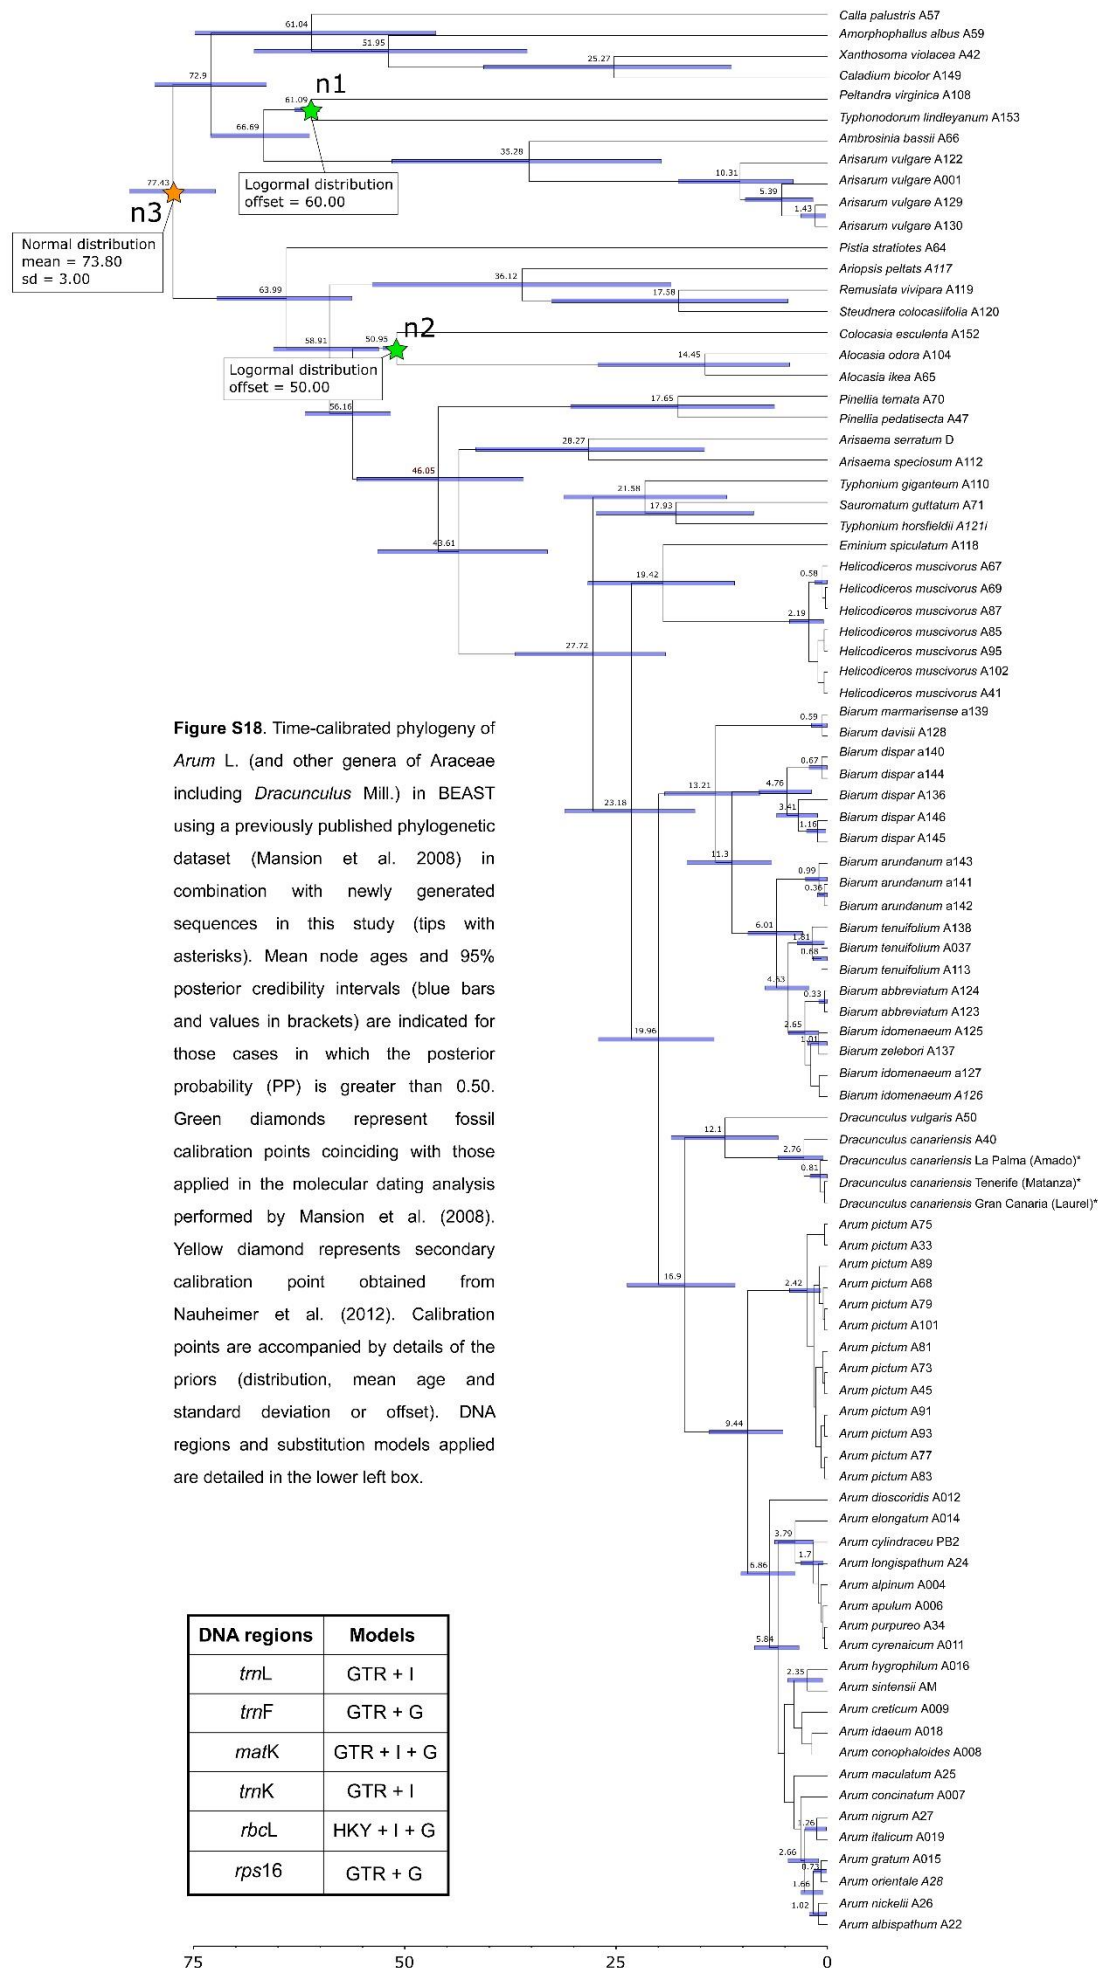 61.04
Calla palustris A57
Amorphophallus albus A59
51.95
Xanthosoma violacea A42
25.27
Caladium bicolor A149
72.9
n1
Peltandra virginica A108
61.09
Typhonodorum lindleyanum A153
66.69
Ambrosinia bassii A66
35.28
Arisarum vulgare A122
10.31
Arisarum vulgare A001
77.43
5.39
Logormal distribution
offset = 60.00
Arisarum vulgare A129
1.43
n3
Arisarum vulgare A130
Normal distribution
mean = 73.80
sd = 3.00
Pistia stratiotes A64
36.12
Ariopsis peltats A117
63.99
17.58
Remusiata vivipara A119
Steudnera colocasiifolia A120
n2
Colocasia esculenta A152
58.91
50.95
Alocasia odora A104
14.45
Logormal distribution
offset = 50.00
Alocasia ikea A65
Pinellia ternata A70
17.65
56.16
Pinellia pedatisecta A47
Arisaema serratum D
28.27
Arisaema speciosum A112
46.05
Typhonium giganteum A110
21.58
Sauromatum guttatum A71
17.93
Typhonium horsfieldii A121i
43.61
Eminium spiculatum A118
Helicodiceros muscivorus A67
19.42
0.58
Helicodiceros muscivorus A69
Helicodiceros muscivorus A87
2.19
Helicodiceros muscivorus A85
27.72
Helicodiceros muscivorus A95
Helicodiceros muscivorus A102
Helicodiceros muscivorus A41
Biarum marmarisense a139
0.59
Biarum davisii A128
Biarum dispar a140
0.67
Biarum dispar a144
13.21
4.76
Biarum dispar A136
23.18
3.41
Biarum dispar A146
1.16
Biarum dispar A145
11.3
Biarum arundanum a143
0.99
Biarum arundanum a141
0.36
Biarum arundanum a142
6.01
Biarum tenuifolium A138
1.81
Biarum tenuifolium A037
0.68
Biarum tenuifolium A113
4.63
Biarum abbreviatum A124
0.33
Biarum abbreviatum A123
19.96
2.65
Biarum idomenaeum A125
1.01
Biarum zelebori A137
Biarum idomenaeum a127
Biarum idomenaeum A126
Dracunculus vulgaris A50
12.1
Dracunculus canariensis A40
2.76
Dracunculus canariensis La Palma (Amado)*
0.81
Dracunculus canariensis Tenerife (Matanza)*
Dracunculus canariensis Gran Canaria (Laurel)*
Arum pictum A75
Arum pictum A33
Arum pictum A89
16.9
2.42
Arum pictum A68
Arum pictum A79
Arum pictum A101
Arum pictum A81
Arum pictum A73
Arum pictum A45
Arum pictum A91
9.44
Arum pictum A93
Arum pictum A77
Arum pictum A83
Arum dioscoridis A012
Arum elongatum A014
3.79
Arum cylindraceu PB2
1.7
Arum longispathum A24
6.86
Arum alpinum A004
Arum apulum A006
Arum purpureo A34
5.84
Arum cyrenaicum A011
Arum hygrophilum A016
2.35
Arum sintensii AM
Arum creticum A009
Arum idaeum A018
Arum conophaloides A008
Arum maculatum A25
Arum concinatum A007
Arum nigrum A27
1.26
Arum italicum A019
2.66
Arum gratum A015
0.73
Arum orientale A28
1.66
Arum nickelii A26
1.02
Arum albispathum A22
Figure S18. Time-calibrated phylogeny of
Arum L. (and other genera of Araceae
including Dracunculus Mill.) in BEAST
using a previously published phylogenetic
dataset (Mansion et al. 2008) in
combination with newly generated
sequences in this study (tips with
asterisks). Mean node ages and 95%
posterior credibility intervals (blue bars
and values in brackets) are indicated for
those cases in which the posterior
probability (PP) is greater than 0.50.
Green diamonds represent fossil
calibration points coinciding with those
applied in the molecular dating analysis
performed by Mansion et al. (2008).
Yellow diamond represents secondary
calibration point obtained from
Nauheimer et al. (2012). Calibration
points are accompanied by details of the
priors (distribution, mean age and
standard deviation or offset). DNA
regions and substitution models applied
are detailed in the lower left box.
DNA regions Models
trnL GTR + I
trnF GTR + G
matK GTR + I + G
trnK GTR + I
rbcL HKY + I + G
rps16 GTR + G
75 50 25 0